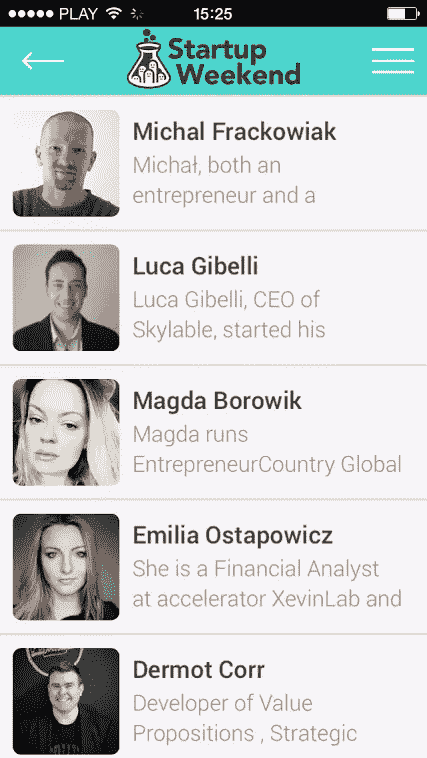 PLAY 15:25
Startup
Weekend
Michal Frackowiak
Michał, both an
entrepreneur and a
Luca Gibelli
Luca Gibelli, CEO of
Skylable, started his
Magda Borowik
Magda runs
EntrepreneurCountry Global
Emilia Ostapowicz
She is a Financial Analyst
at accelerator XevinLab and
Dermot Corr
Developer of Value
Propositions , Strategic